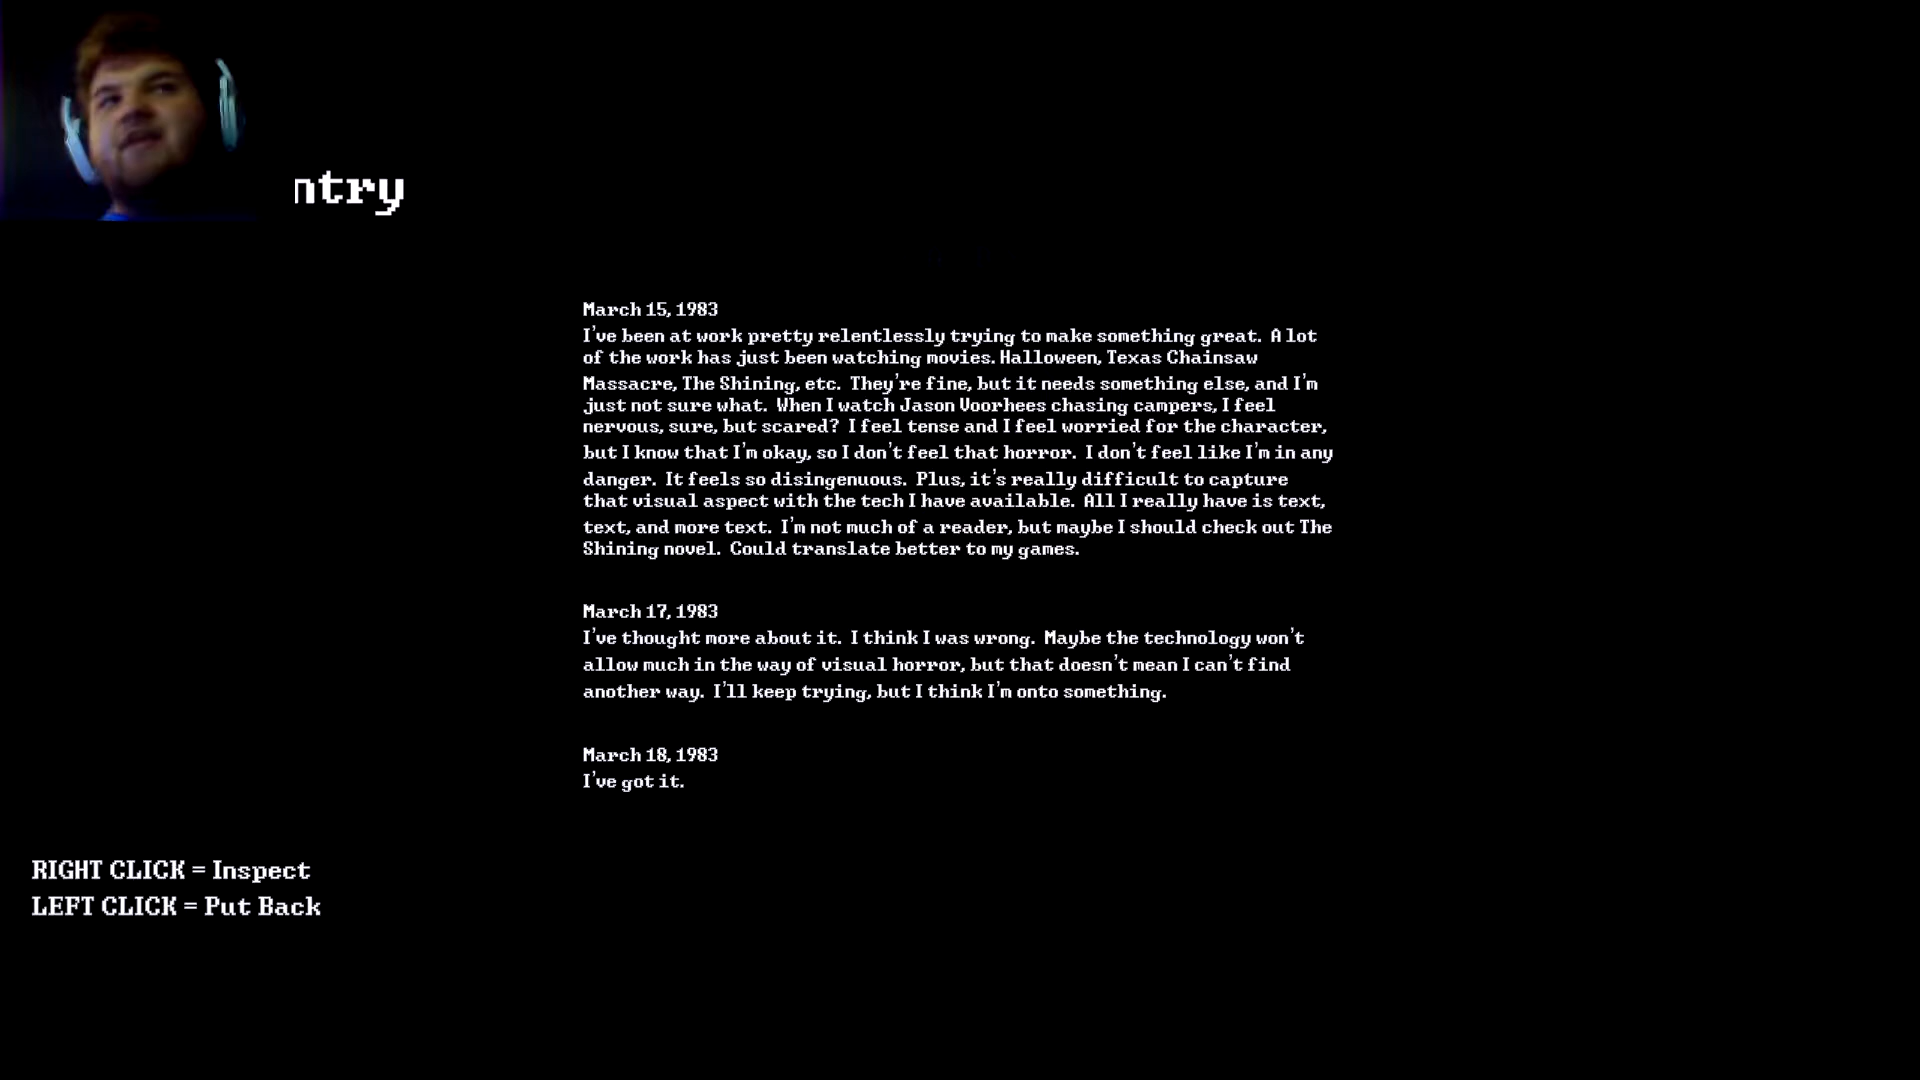 ntry
March 15, 1983
I've been at work pretty relentlessly trying to make something great. A lot
of the work has just been watching movies. Halloween, Texas Chainsaw
Massacre, The Shining, etc. They're fine, but it needs something else, and I'm
just not sure what. When I watch Jason Voorhees chasing campers, I feel
nervous, sure, but scared? I feel tense and I feel worried for the character,
but I know that I'm okay, so I don't feel that horror. I don't feel like I'm in any
danger. It feels so disingenuous. Plus, it's really difficult to capture
that visual aspect with the tech I have available. All I really have is text,
text, and more text. I'm not much of a reader, but maybe I should check out The
Shining novel. Could translate better to my games.
March 17, 1983
I've thought more about it. I think I was wrong. Maybe the technology won't
allow much in the way of visual horror, but that doesn't mean I can't find
another way. I'll keep trying, but I think I'm onto something.
March 18, 1983
I've got it.
RIGHT CLICK = Inspect
LEFT CLICK = Put Back